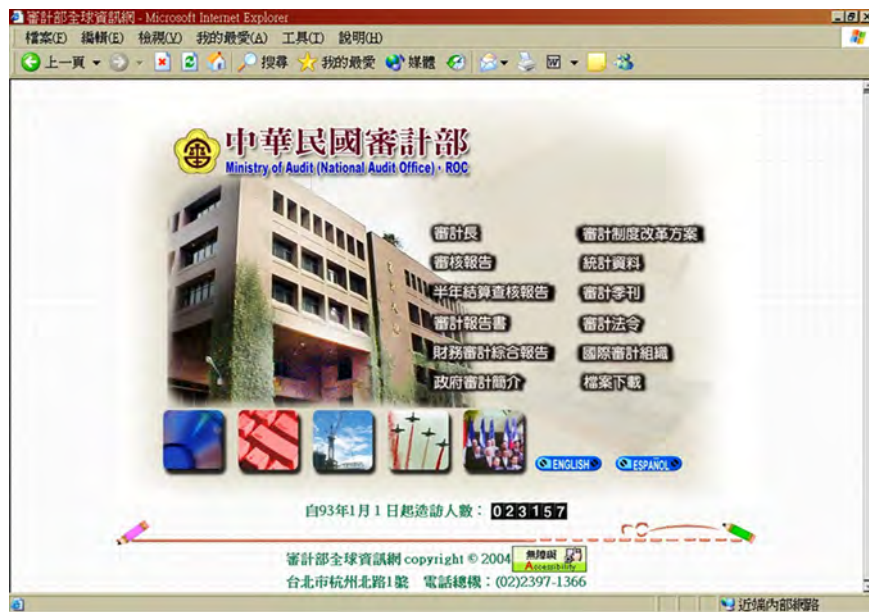 審計部全球資訊網 - Microsoft Internet Explorer
檔案(F) 編輯(E) 檢視(V) 我的最愛(A) 工具(T) 說明(H)
上一頁 搜尋 我的最愛 媒體
中華民國審計部
Ministry of Audit (National Audit Office)‧ROC
審計長 審計制度改革方案
審核報告 統計資料
半年結算查核報告 審計季刊
審計報告書 審計法令
財務審計綜合報告 國際審計組織
政府審計簡介 檔案下載
ENGLISH ESPAÑOL
自93年1月1日起造訪人數: 023157
審計部全球資訊網 copyright © 2004 無障礙 Accessibility
台北市杭州北路1號 電話總機:(02)2397-1366
近端內部網路